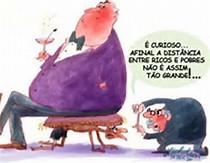 É CURIOSO...
AFINAL A DISTÂNCIA
ENTRE RICOS E POBRES
NÃO É ASSIM
TÃO GRANDE!...